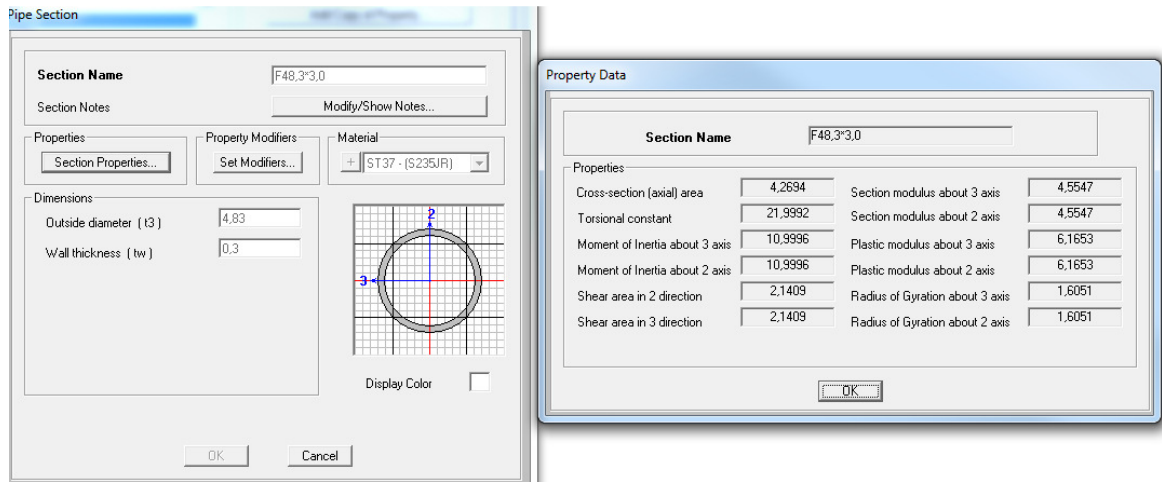 Pipe Section
Section Name F48,3*3,0
Section Notes Modify/Show Notes...
Properties Property Modifiers Material
Section Properties... Set Modifiers... + ST37 - (S235JR)
Dimensions
Outside diameter ( t3 ) 4,83
Wall thickness ( tw ) 0,3
2
3
Display Color
OK Cancel
Property Data
Section Name F48,3*3,0
Properties
Cross-section (axial) area 4,2694 Section modulus about 3 axis 4,5547
Torsional constant 21,9992 Section modulus about 2 axis 4,5547
Moment of Inertia about 3 axis 10,9996 Plastic modulus about 3 axis 6,1653
Moment of Inertia about 2 axis 10,9996 Plastic modulus about 2 axis 6,1653
Shear area in 2 direction 2,1409 Radius of Gyration about 3 axis 1,6051
Shear area in 3 direction 2,1409 Radius of Gyration about 2 axis 1,6051
OK